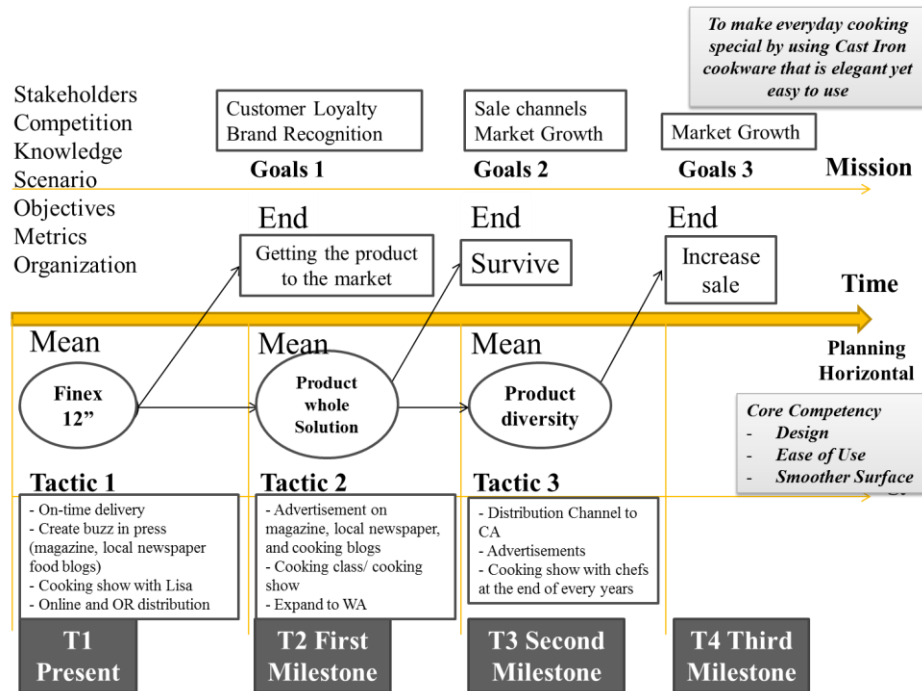 To make everyday cooking
special by using Cast Iron
cookware that is elegant yet
easy to use
Stakeholders
Competition
Knowledge
Scenario
Objectives
Metrics
Organization
Customer Loyalty
Brand Recognition
Goals 1
Sale channels
Market Growth
Goals 2
Market Growth
Goals 3
Mission
End
Getting the product
to the market
End
Survive
End
Increase
sale
Time
Mean
Finex
12”
Mean
Product
whole
Solution
Mean
Product
diversity
Planning
Horizontal
Core Competency
- Design
- Ease of Use
- Smoother Surface
Tactic 1
- On-time delivery
- Create buzz in press
(magazine, local newspaper
food blogs)
- Cooking show with Lisa
- Online and OR distribution
Tactic 2
- Advertisement on
magazine, local newspaper,
and cooking blogs
- Cooking class/ cooking
show
- Expand to WA
Tactic 3
- Distribution Channel to
CA
- Advertisements
- Cooking show with chefs
at the end of every years
T1
Present
T2 First
Milestone
T3 Second
Milestone
T4 Third
Milestone